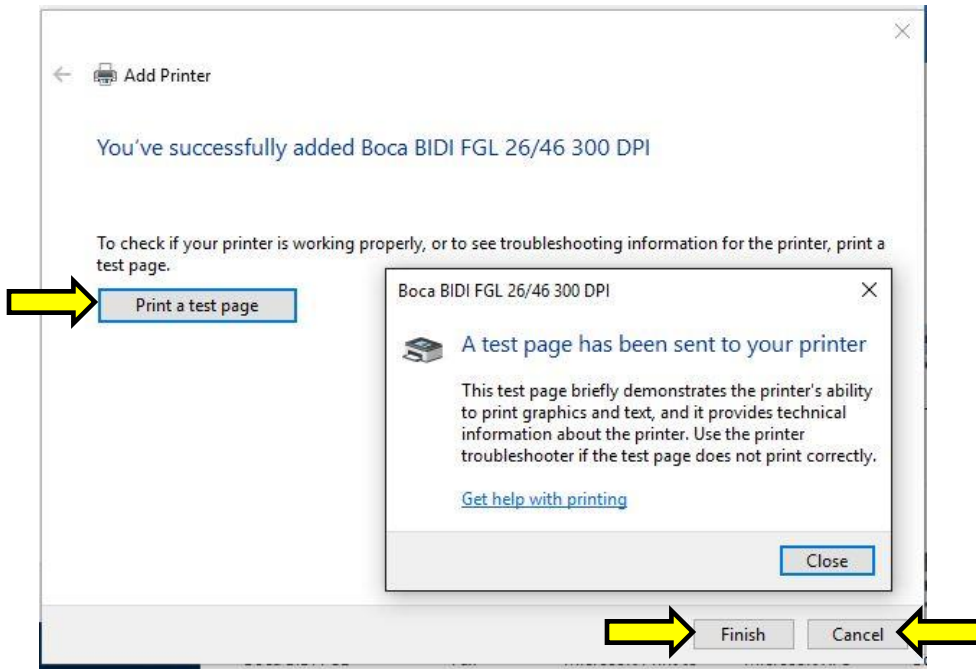 Add Printer
You've successfully added Boca BIDI FGL 26/46 300 DPI
To check if your printer is working properly, or to see troubleshooting information for the printer, print a
test page.
Print a test page
Boca BIDI FGL 26/46 300 DPI
A test page has been sent to your printer
This test page briefly demonstrates the printer's ability
to print graphics and text, and it provides technical
information about the printer. Use the printer
troubleshooter if the test page does not print correctly.
Get help with printing
Close
Finish
Cancel